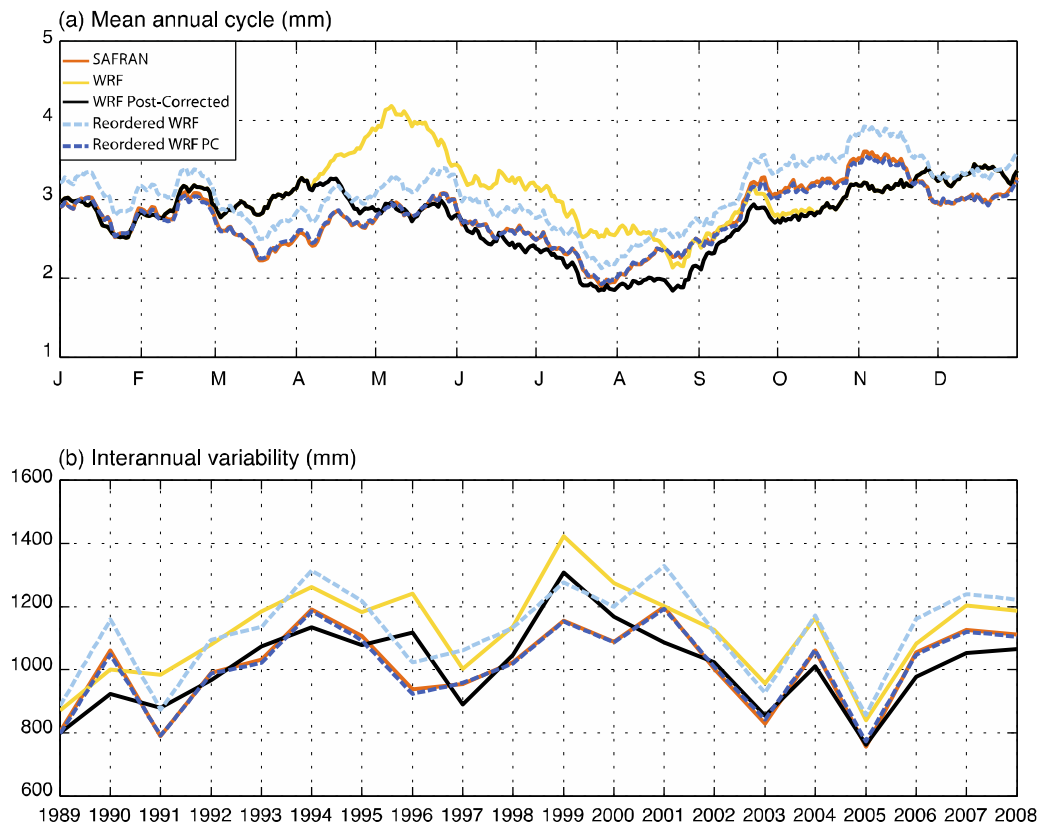 (a) Mean annual cycle (mm)
5
4
3
2
1
SAFRAN
WRF
WRF Post-Corrected
Reordered WRF
Reordered WRF PC
J F M A M J J A S O N D
(b) Interannual variability (mm)
1600
1400
1200
1000
800
600
1989 1990 1991 1992 1993 1994 1995 1996 1997 1998 1999 2000 2001 2002 2003 2004 2005 2006 2007 2008